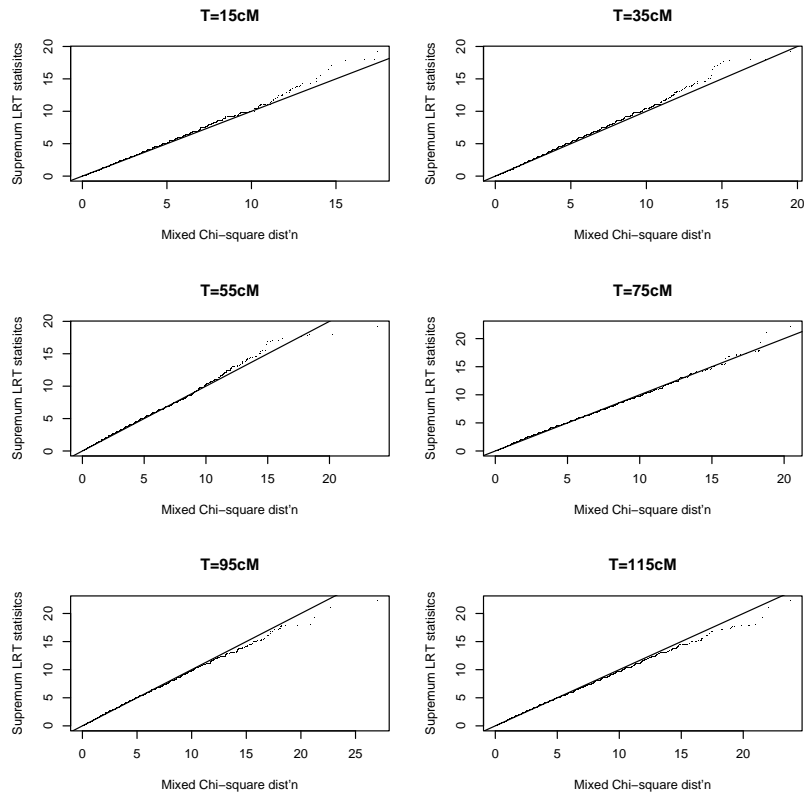 T=15cM
Supremum LRT statisitcs
0 5 10 15 20
0 5 10 15
Mixed Chi−square dist'n
T=35cM
Supremum LRT statisitcs
0 5 10 15 20
0 5 10 15 20
Mixed Chi−square dist'n
T=55cM
Supremum LRT statisitcs
0 5 10 15 20
0 5 10 15 20
Mixed Chi−square dist'n
T=75cM
Supremum LRT statisitcs
0 5 10 15 20
0 5 10 15 20
Mixed Chi−square dist'n
T=95cM
Supremum LRT statisitcs
0 5 10 15 20
0 5 10 15 20 25
Mixed Chi−square dist'n
T=115cM
Supremum LRT statisitcs
0 5 10 15 20
0 5 10 15 20
Mixed Chi−square dist'n